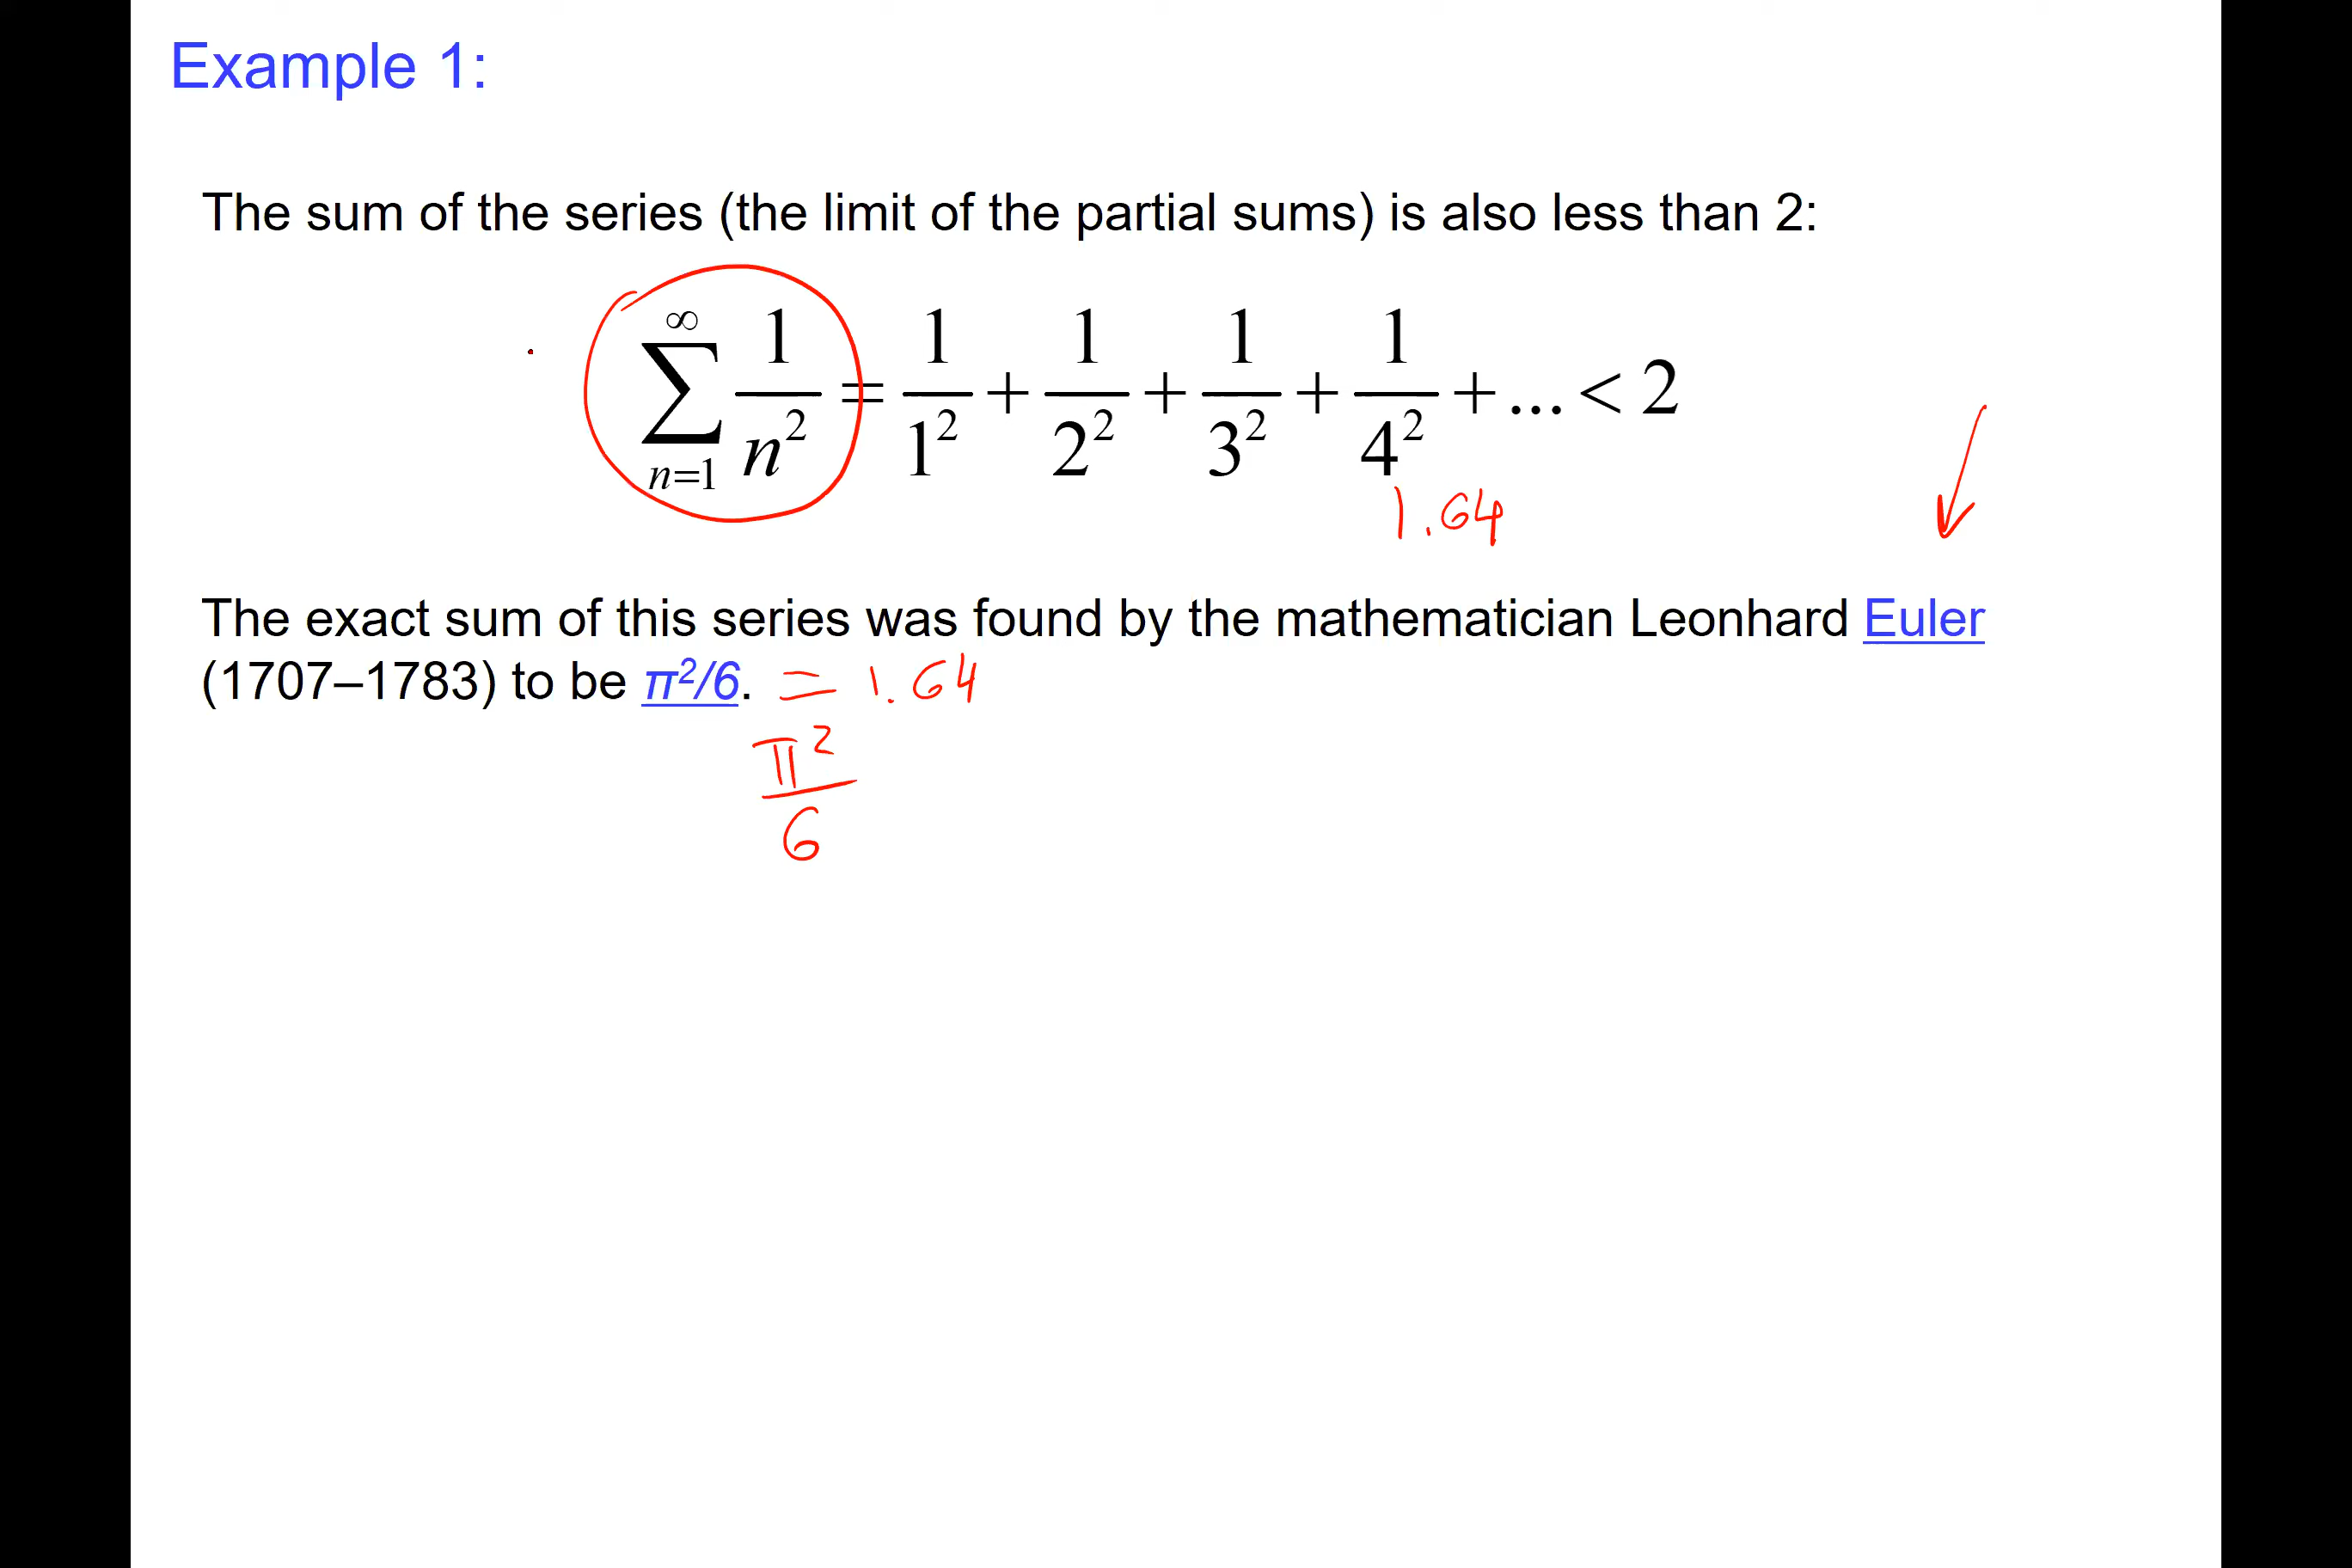 Example 1:
The sum of the series (the limit of the partial sums) is also less than 2:
∑_{n=1}^{∞} 1/n² = 1/1² + 1/2² + 1/3² + 1/4² + ... < 2
1.64
The exact sum of this series was found by the mathematician Leonhard Euler
(1707–1783) to be π²/6. = 1.64
π²/6